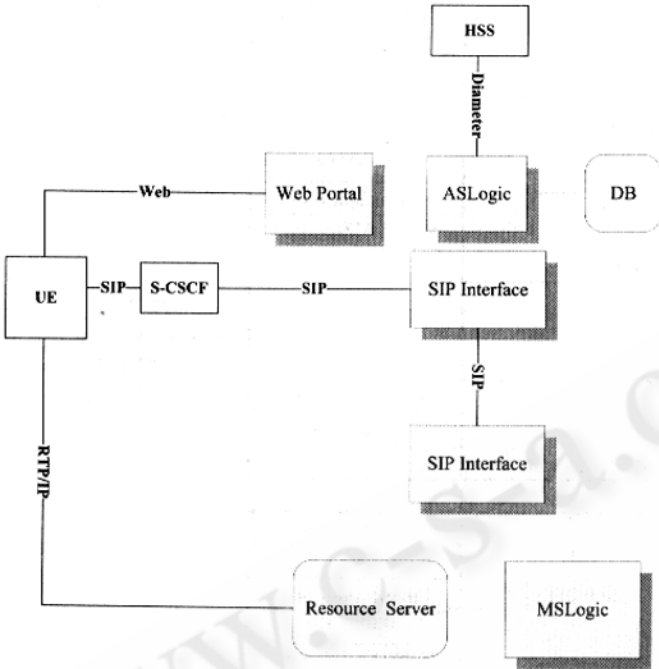 HSS
Diameter
Web
Web Portal
ASLogic
DB
UE
SIP
S-CSCF
SIP
SIP Interface
SIP
SIP Interface
RTP/IP
Resource Server
MSLogic
www.c-s-a.o